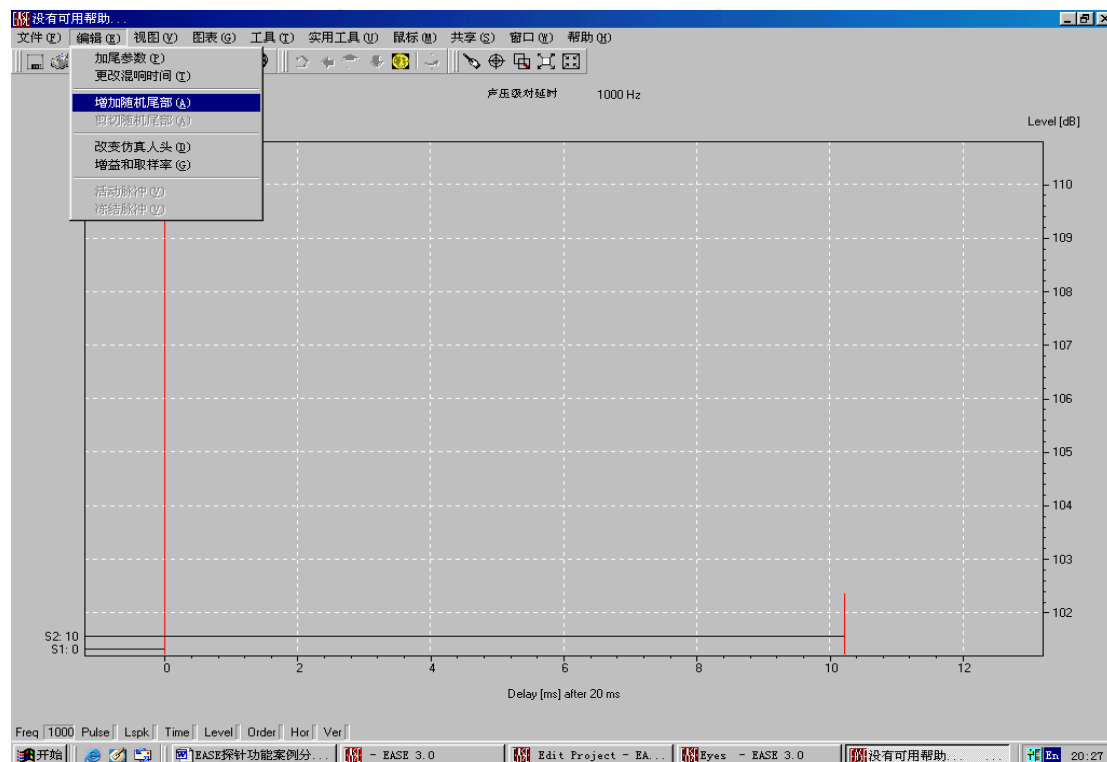 EASE 没有可用帮助...
文件(F) 编辑(E) 视图(V) 图表(G) 工具(T) 实用工具(U) 鼠标(M) 共享(S) 窗口(W) 帮助(H)
加尾参数(P)
更改混响时间(T)
增加随机尾部(A)
剪切随机尾部(A)
改变仿真人头(D)
增益和取样率(G)
活动脉冲(V)
冻结脉冲(V)
声压级对延时 1000 Hz
Level [dB]
110
109
108
107
106
105
104
103
102
S2: 10
S1: 0
0 2 4 6 8 10 12
Delay [ms] after 20 ms
Freq 1000 Pulse Lspk Time Level Order Hor Ver
开始 EASE探针功能案例分... - EASE 3.0 Edit Project - EA... Eyes - EASE 3.0 没有可用帮助... ... En 20:27